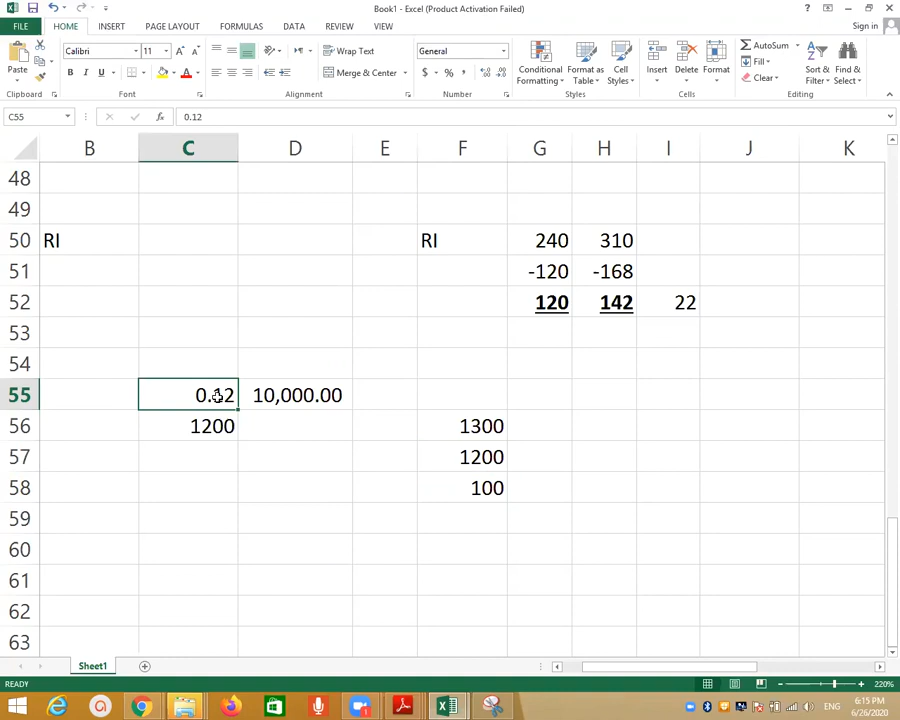 Book1 - Excel (Product Activation Failed)
FILE HOME INSERT PAGE LAYOUT FORMULAS DATA REVIEW VIEW Sign in
Paste Calibri 11 B I U Wrap Text Merge & Center General $ % Conditional Formatting Format as Table Cell Styles Insert Delete Format AutoSum Fill Clear Sort & Filter Find & Select
Clipboard Font Alignment Number Styles Cells Editing
C55 fx 0.12
B C D E F G H I J K
48
49
50 RI RI 240 310
51 -120 -168
52 120 142 22
53
54
55 0.12 10,000.00
56 1200 1300
57 1200
58 100
59
60
61
62
63
Sheet1
READY 220%
ENG 6:15 PM
6/26/2020